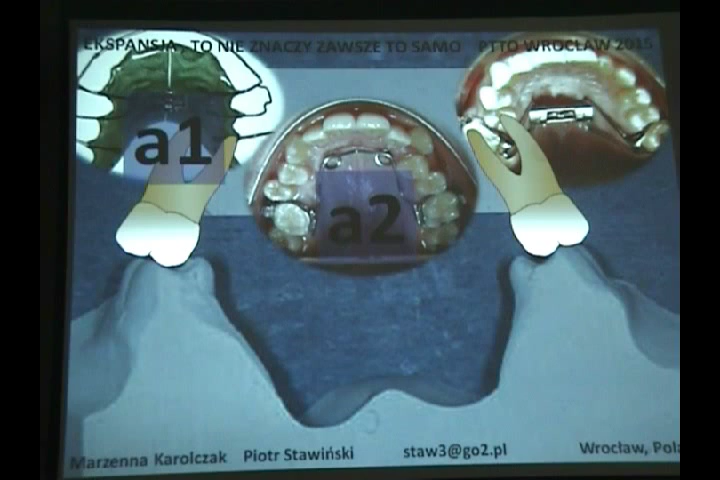 EKSPANSJA, TO NIE ZNACZY ZAWSZE TO SAMO PTTO WROCŁAW 2015
a1
a2
Marzenna Karolczak Piotr Stawiński staw3@go2.pl Wrocław,